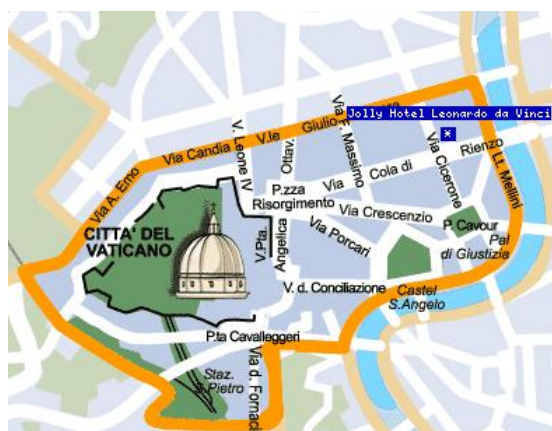 Jolly Hotel Leonardo da Vinci
*
Via F. Massimo
Ottav.
V.le Giulio
Via Candia
V. Leone IV
Via A. Emo
Via Cola di Rienzo
Via Cicerone
Lt. Mellini
P.zza
Risorgimento
Via Crescenzio
P. Cavour
Pal
di Giustizia
Via Porcari
CITTA' DEL
VATICANO
V. Pta. Angelica
V. d. Conciliazione
Castel
S.Angelo
P.ta Cavalleggeri
Staz.
S.Pietro
Via d. Fornaci